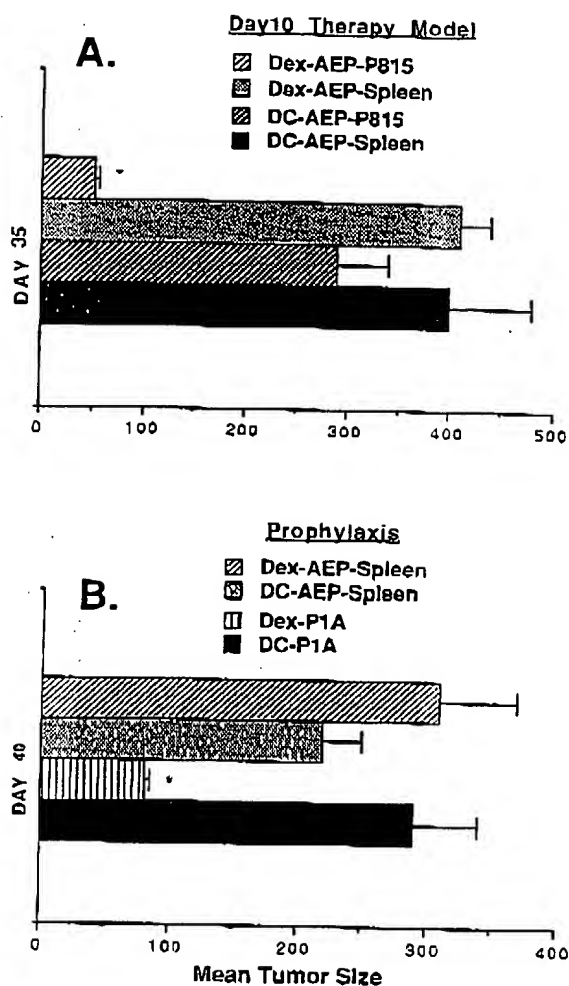 Day10 Therapy Model
A.
Dex-AEP-P815
Dex-AEP-Spleen
DC-AEP-P815
DC-AEP-Spleen
*
DAY 35
0 100 200 300 400 500
Prophylaxis
B.
Dex-AEP-Spleen
DC-AEP-Spleen
Dex-P1A
DC-P1A
*
DAY 40
0 100 200 300 400
Mean Tumor Size